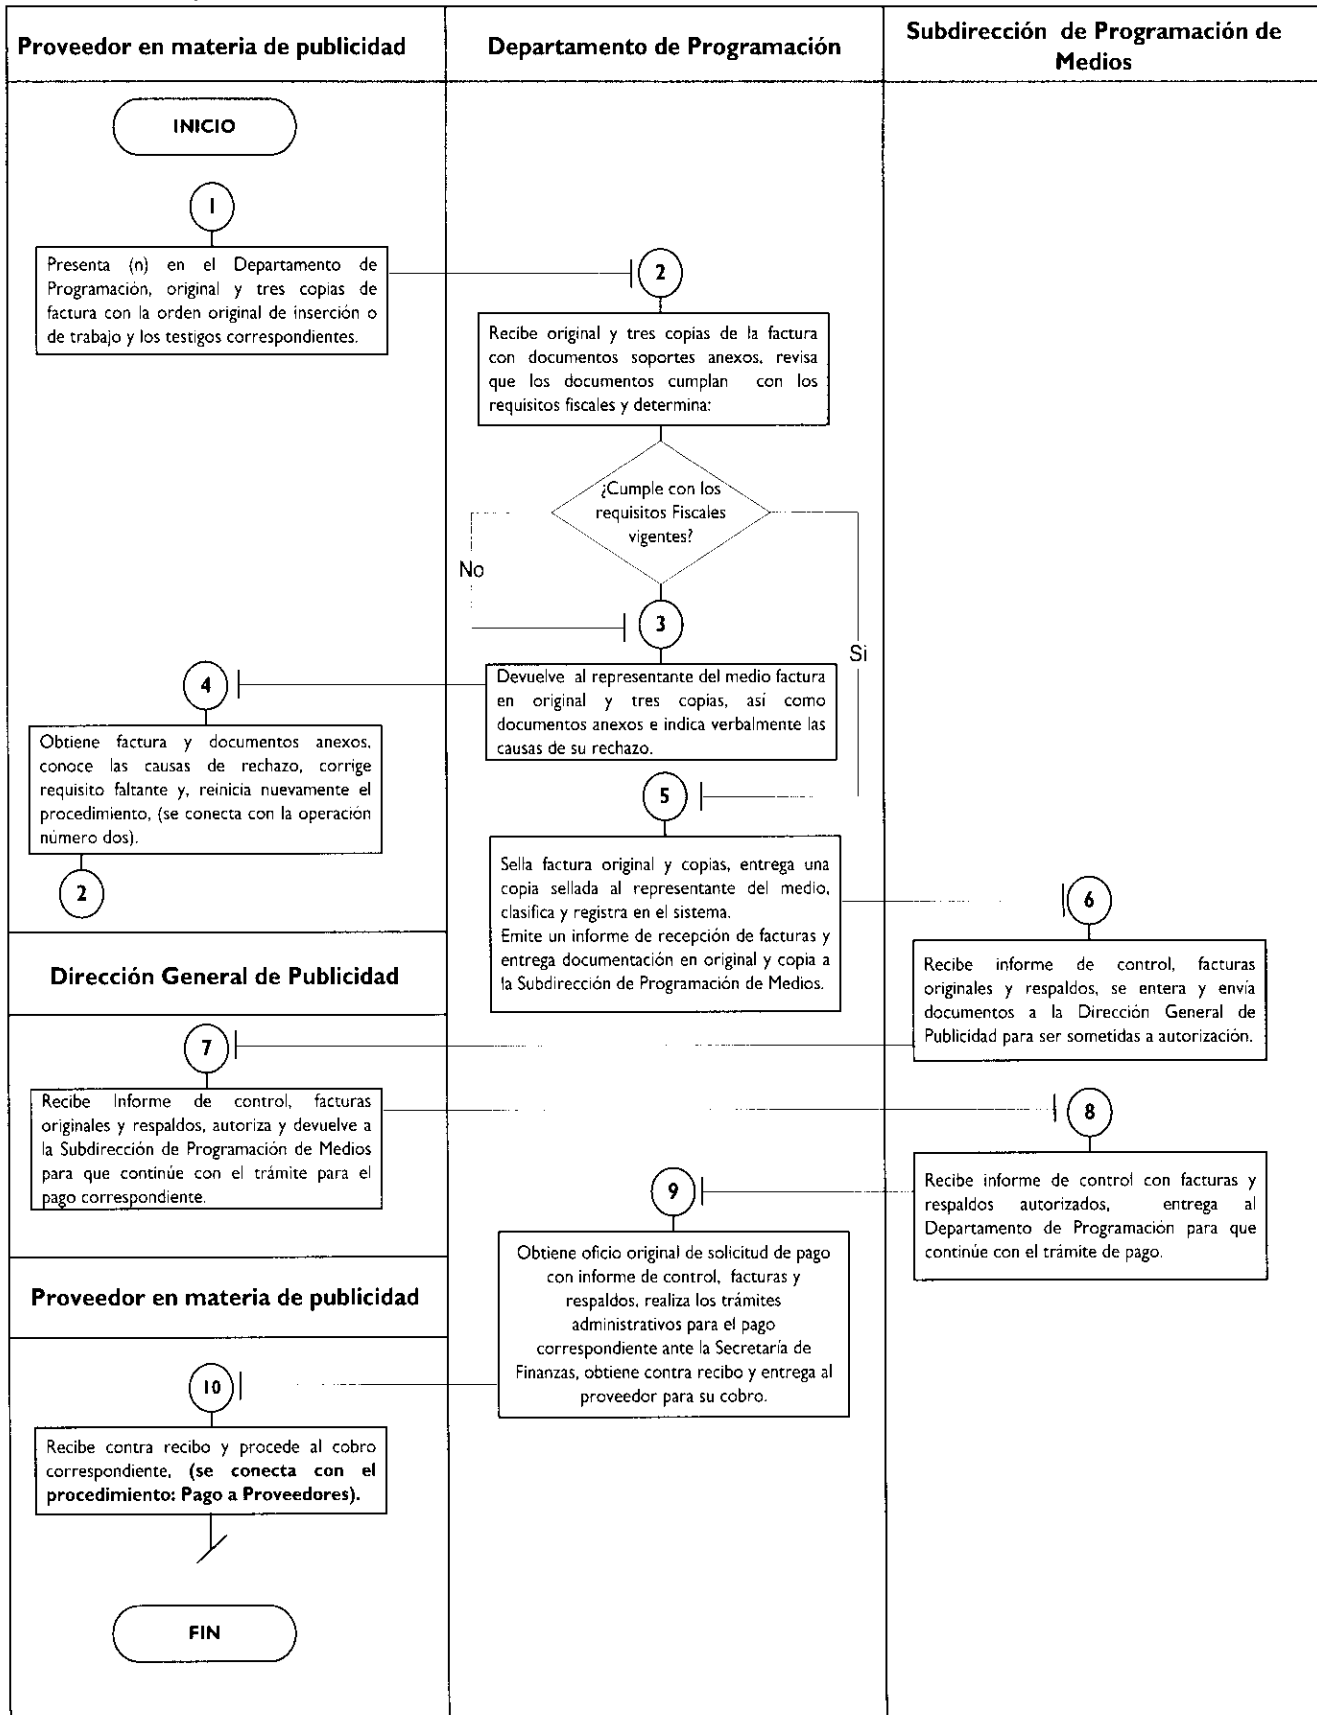 Proveedor en materia de publicidad
Departamento de Programación
Subdirección de Programación de
Medios
INICIO
1
Presenta (n) en el Departamento de
Programación, original y tres copias de
factura con la orden original de inserción o
de trabajo y los testigos correspondientes.
2
Recibe original y tres copias de la factura
con documentos soportes anexos, revisa
que los documentos cumplan con los
requisitos fiscales y determina:
¿Cumple con los
requisitos Fiscales
vigentes?
No
Si
3
Devuelve al representante del medio factura
en original y tres copias, así como
documentos anexos e indica verbalmente las
causas de su rechazo.
4
Obtiene factura y documentos anexos,
conoce las causas de rechazo, corrige
requisito faltante y, reinicia nuevamente el
procedimiento, (se conecta con la operación
número dos).
2
5
Sella factura original y copias, entrega una
copia sellada al representante del medio,
clasifica y registra en el sistema.
Emite un informe de recepción de facturas y
entrega documentación en original y copia a
la Subdirección de Programación de Medios.
6
Recibe informe de control, facturas
originales y respaldos, se entera y envía
documentos a la Dirección General de
Publicidad para ser sometidas a autorización.
Dirección General de Publicidad
7
Recibe Informe de control, facturas
originales y respaldos, autoriza y devuelve a
la Subdirección de Programación de Medios
para que continúe con el trámite para el
pago correspondiente.
8
Recibe informe de control con facturas y
respaldos autorizados, entrega al
Departamento de Programación para que
continúe con el trámite de pago.
9
Obtiene oficio original de solicitud de pago
con informe de control, facturas y
respaldos, realiza los trámites
administrativos para el pago
correspondiente ante la Secretaría de
Finanzas, obtiene contra recibo y entrega al
proveedor para su cobro.
Proveedor en materia de publicidad
10
Recibe contra recibo y procede al cobro
correspondiente, (se conecta con el
procedimiento: Pago a Proveedores).
FIN